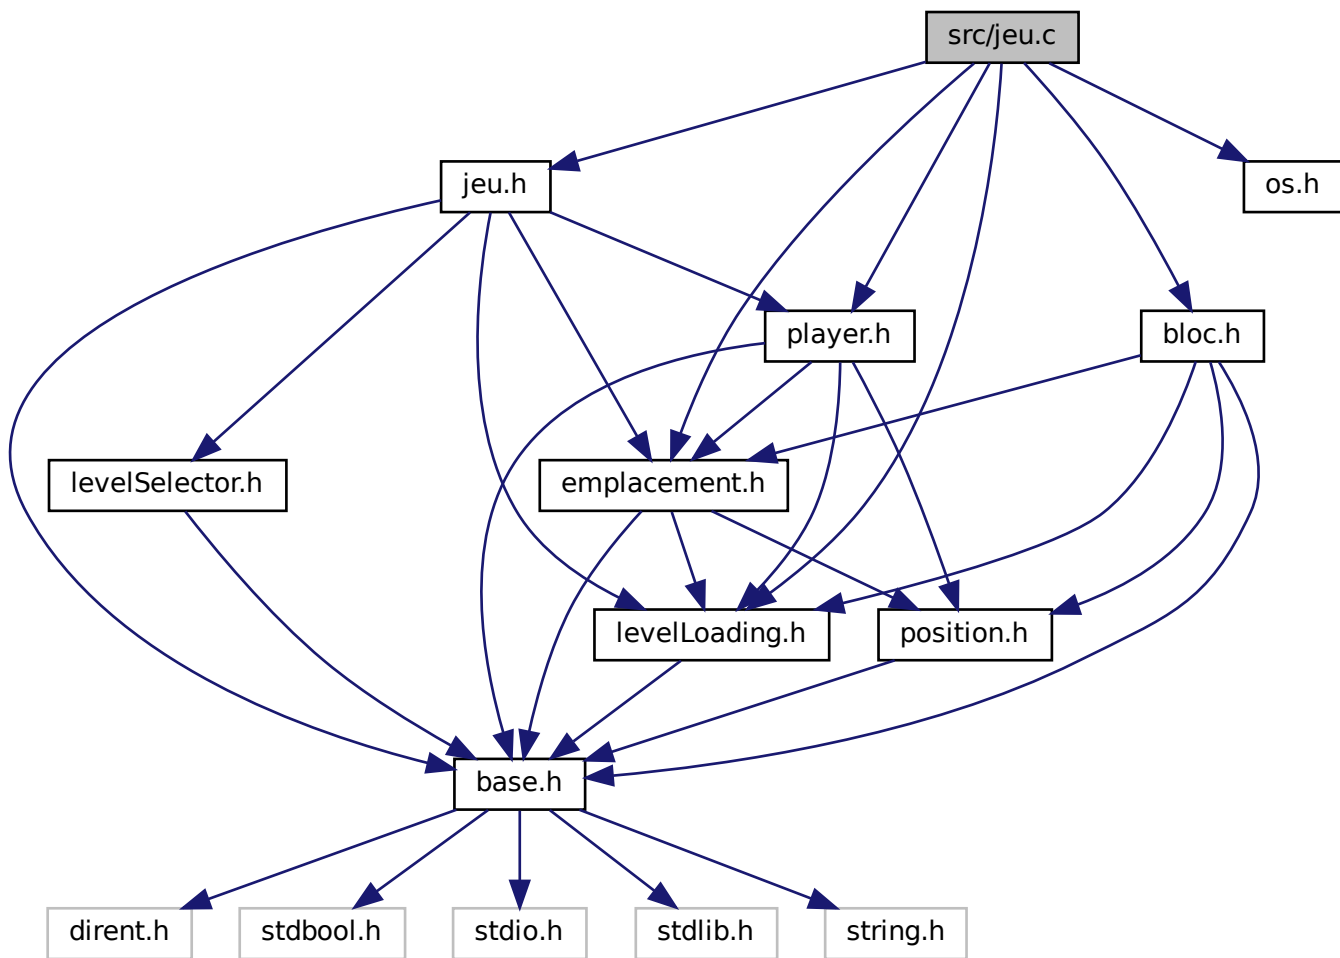 src/jeu.c
jeu.h
os.h
player.h
bloc.h
levelSelector.h
emplacement.h
levelLoading.h
position.h
base.h
dirent.h
stdbool.h
stdio.h
stdlib.h
string.h